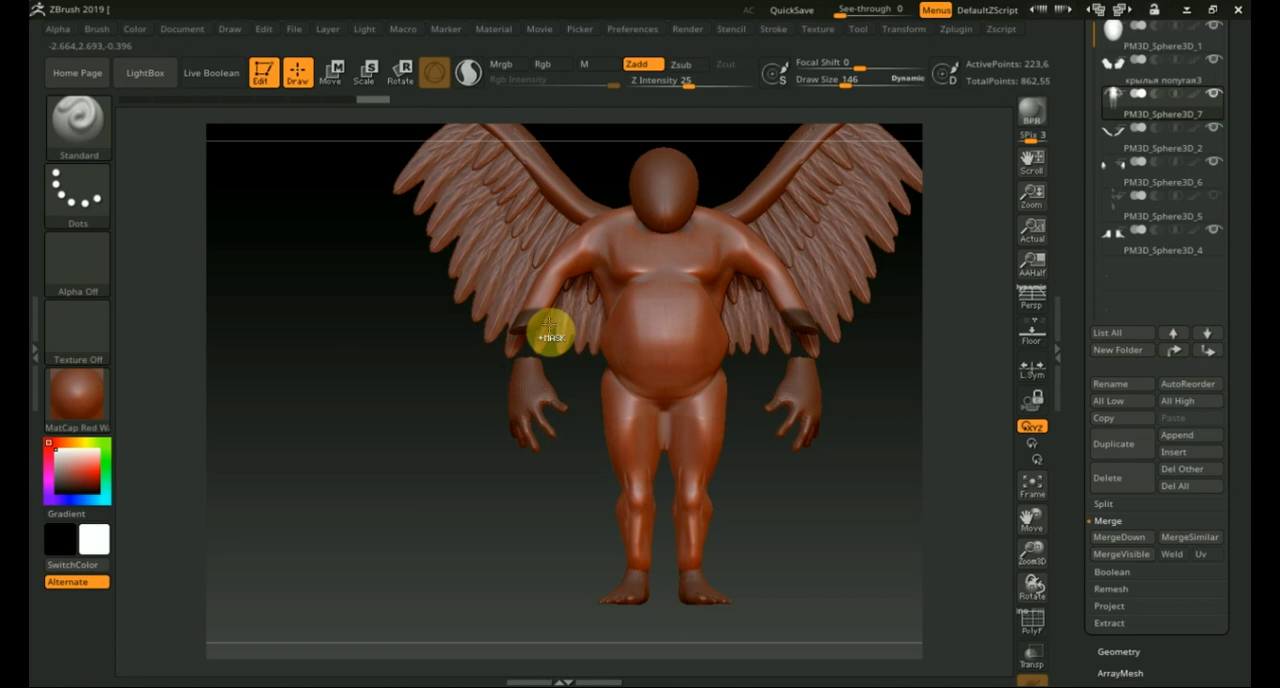 ZBrush 2019 [
AC QuickSave See-through 0 Menus DefaultZScript
Alpha Brush Color Document Draw Edit File Layer Light Macro Marker Material Movie Picker Preferences Render Stencil Stroke Texture Tool Transform Zplugin Zscript
-2.664,2.693,-0.396
Home Page LightBox Live Boolean Edit Draw Move Scale Rotate
Mrgb Rgb M Zadd Zsub Zcut
Rgb Intensity Z Intensity 25
Focal Shift 0
Draw Size 146 Dynamic
ActivePoints: 223,6
TotalPoints: 862,55
S
D
Standard
Dots
Alpha Off
Texture Off
MatCap Red W
Gradient
SwitchColor
Alternate
+MASK
BPR
SPix 3
Scroll
Zoom
Actual
AAHalf
Persp
Floor
L.Sym
XYZ
Frame
Move
Zoom3D
Rotate
PolyF
Transp
PM3D_Sphere3D_1
крылья попугая3
PM3D_Sphere3D_7
PM3D_Sphere3D_2
PM3D_Sphere3D_6
PM3D_Sphere3D_5
PM3D_Sphere3D_4
List All
New Folder
Rename AutoReorder
All Low All High
Copy Paste
Duplicate Append
Insert
Delete Del Other
Del All
Split
Merge
MergeDown MergeSimilar
MergeVisible Weld Uv
Boolean
Remesh
Project
Extract
Geometry
ArrayMesh